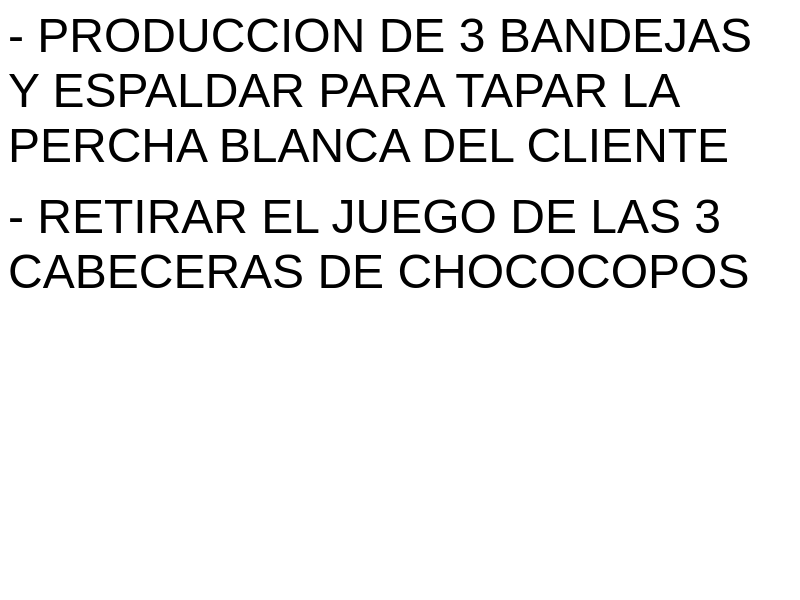 - PRODUCCION DE 3 BANDEJAS
Y ESPALDAR PARA TAPAR LA
PERCHA BLANCA DEL CLIENTE
- RETIRAR EL JUEGO DE LAS 3
CABECERAS DE CHOCOCOPOS